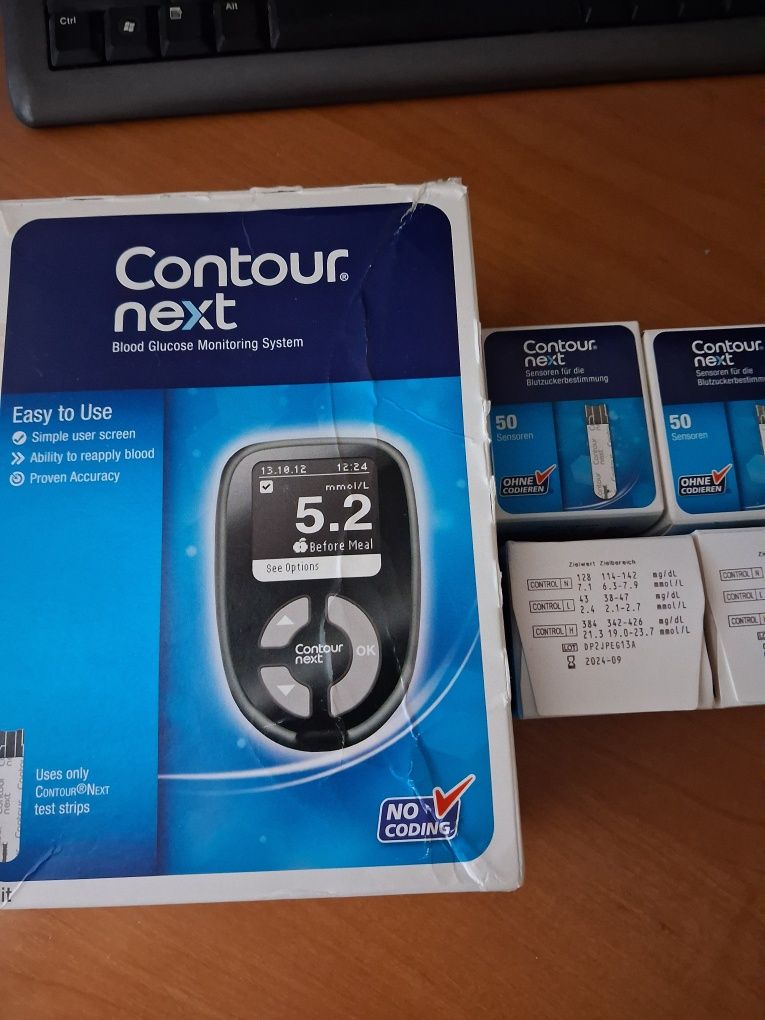 Ctrl
Alt
Contour®
next
Blood Glucose Monitoring System
Easy to Use
Simple user screen
Ability to reapply blood
Proven Accuracy
13.10.12 12:24
mmol/L
5.2
Before Meal
See Options
Contour
next
OK
Uses only
CONTOUR®NEXT
test strips
NO
CODING
it
Contour
next
Contour
next
Sensoren für die
Blutzuckerbestimmung
50
Sensoren
Contour
OHNE
CODIEREN
Contour
next
Sensoren für die
50
Sensoren
OHNE
CODIEREN
Zielwert Zielbereich
CONTROL N 128 114-142 mg/dL
7.1 6.3-7.9 mmol/L
CONTROL L 43 38-47 mg/dL
2.4 2.1-2.7 mmol/L
CONTROL H 384 342-426 mg/dL
21.3 19.0-23.7 mmol/L
LOT DP2JPEG13A
2024-09
CONTROL N
CONTROL L
CONTROL